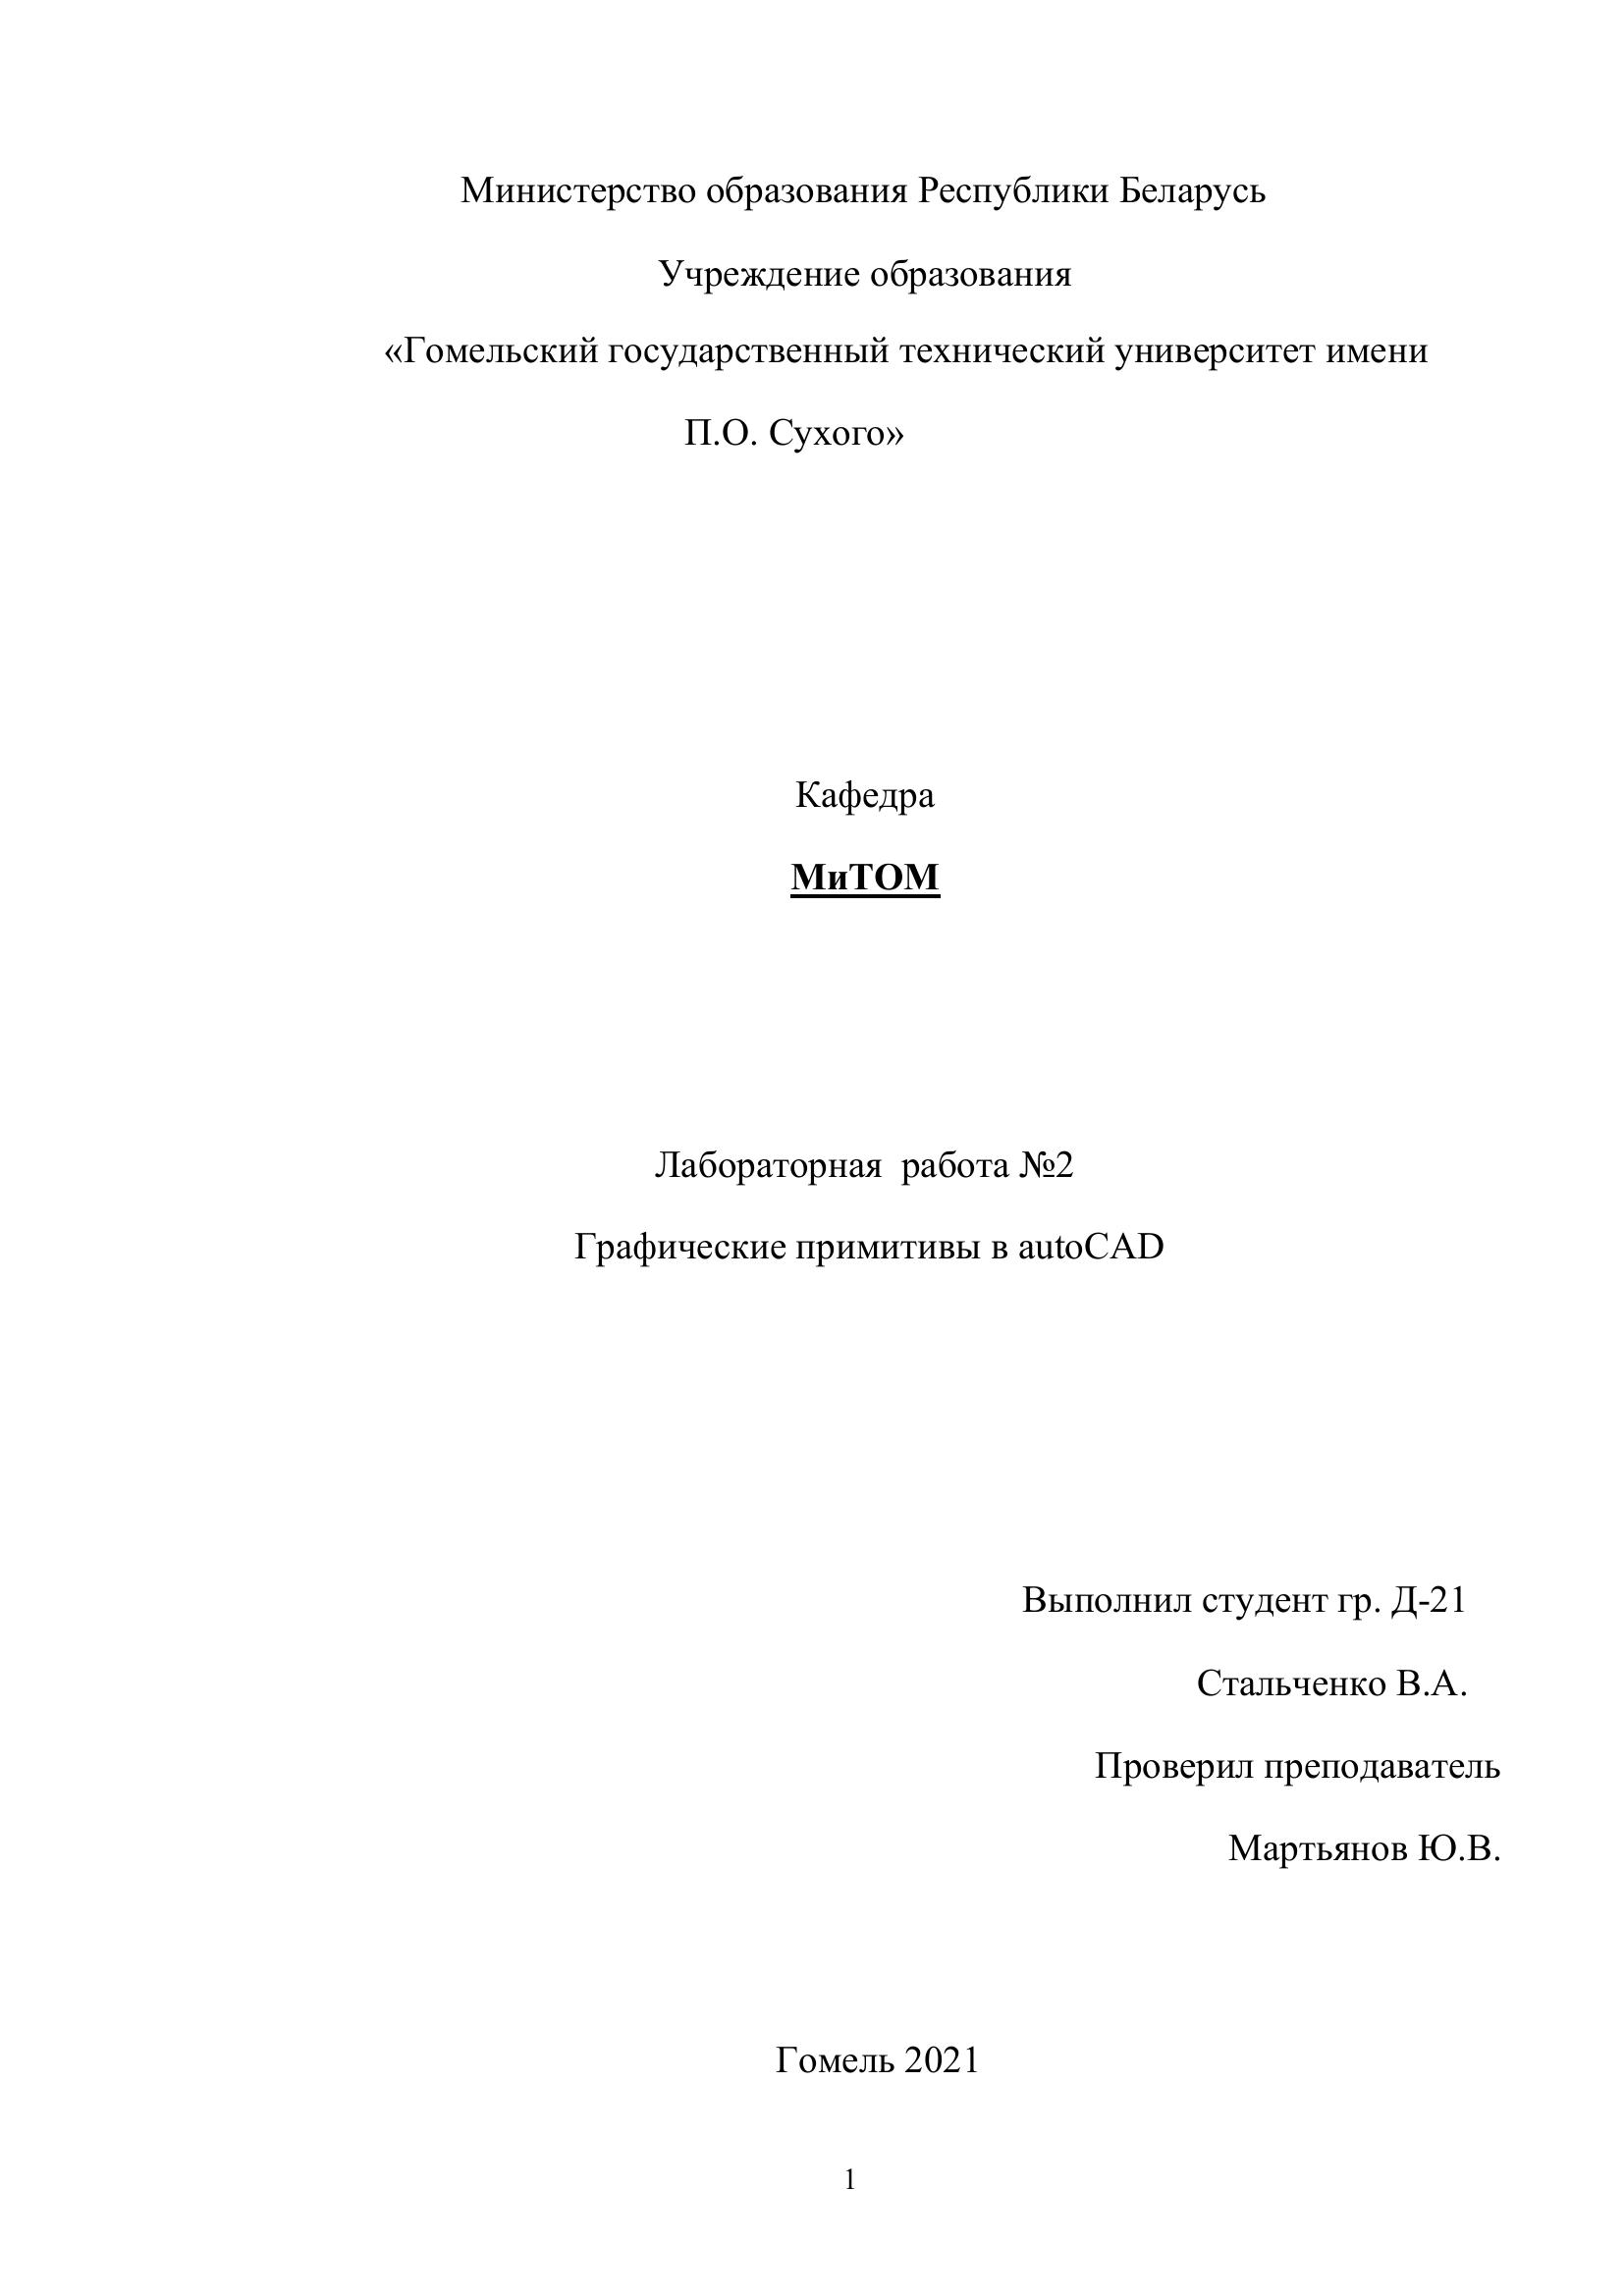 Министерство образования Республики Беларусь
Учреждение образования
«Гомельский государственный технический университет имени
П.О. Сухого»
Кафедра
МиТОМ
Лабораторная  работа №2
Графические примитивы в autoCAD
Выполнил студент гр. Д-21
Стальченко В.А.
Проверил преподаватель
Мартьянов Ю.В.
Гомель 2021
1